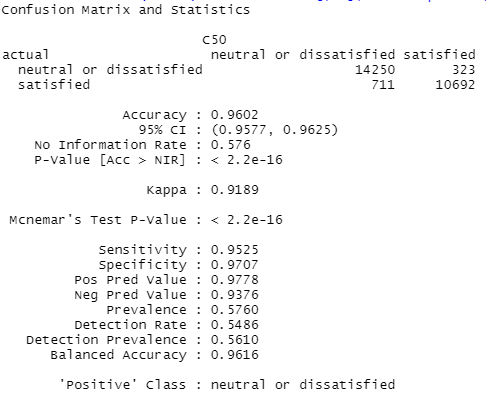 Confusion Matrix and Statistics
C50
actual neutral or dissatisfied satisfied
neutral or dissatisfied 14250 323
satisfied 711 10692
Accuracy : 0.9602
95% CI : (0.9577, 0.9625)
No Information Rate : 0.576
P-Value [Acc > NIR] : < 2.2e-16
Kappa : 0.9189
Mcnemar's Test P-Value : < 2.2e-16
Sensitivity : 0.9525
Specificity : 0.9707
Pos Pred Value : 0.9778
Neg Pred Value : 0.9376
Prevalence : 0.5760
Detection Rate : 0.5486
Detection Prevalence : 0.5610
Balanced Accuracy : 0.9616
'Positive' Class : neutral or dissatisfied